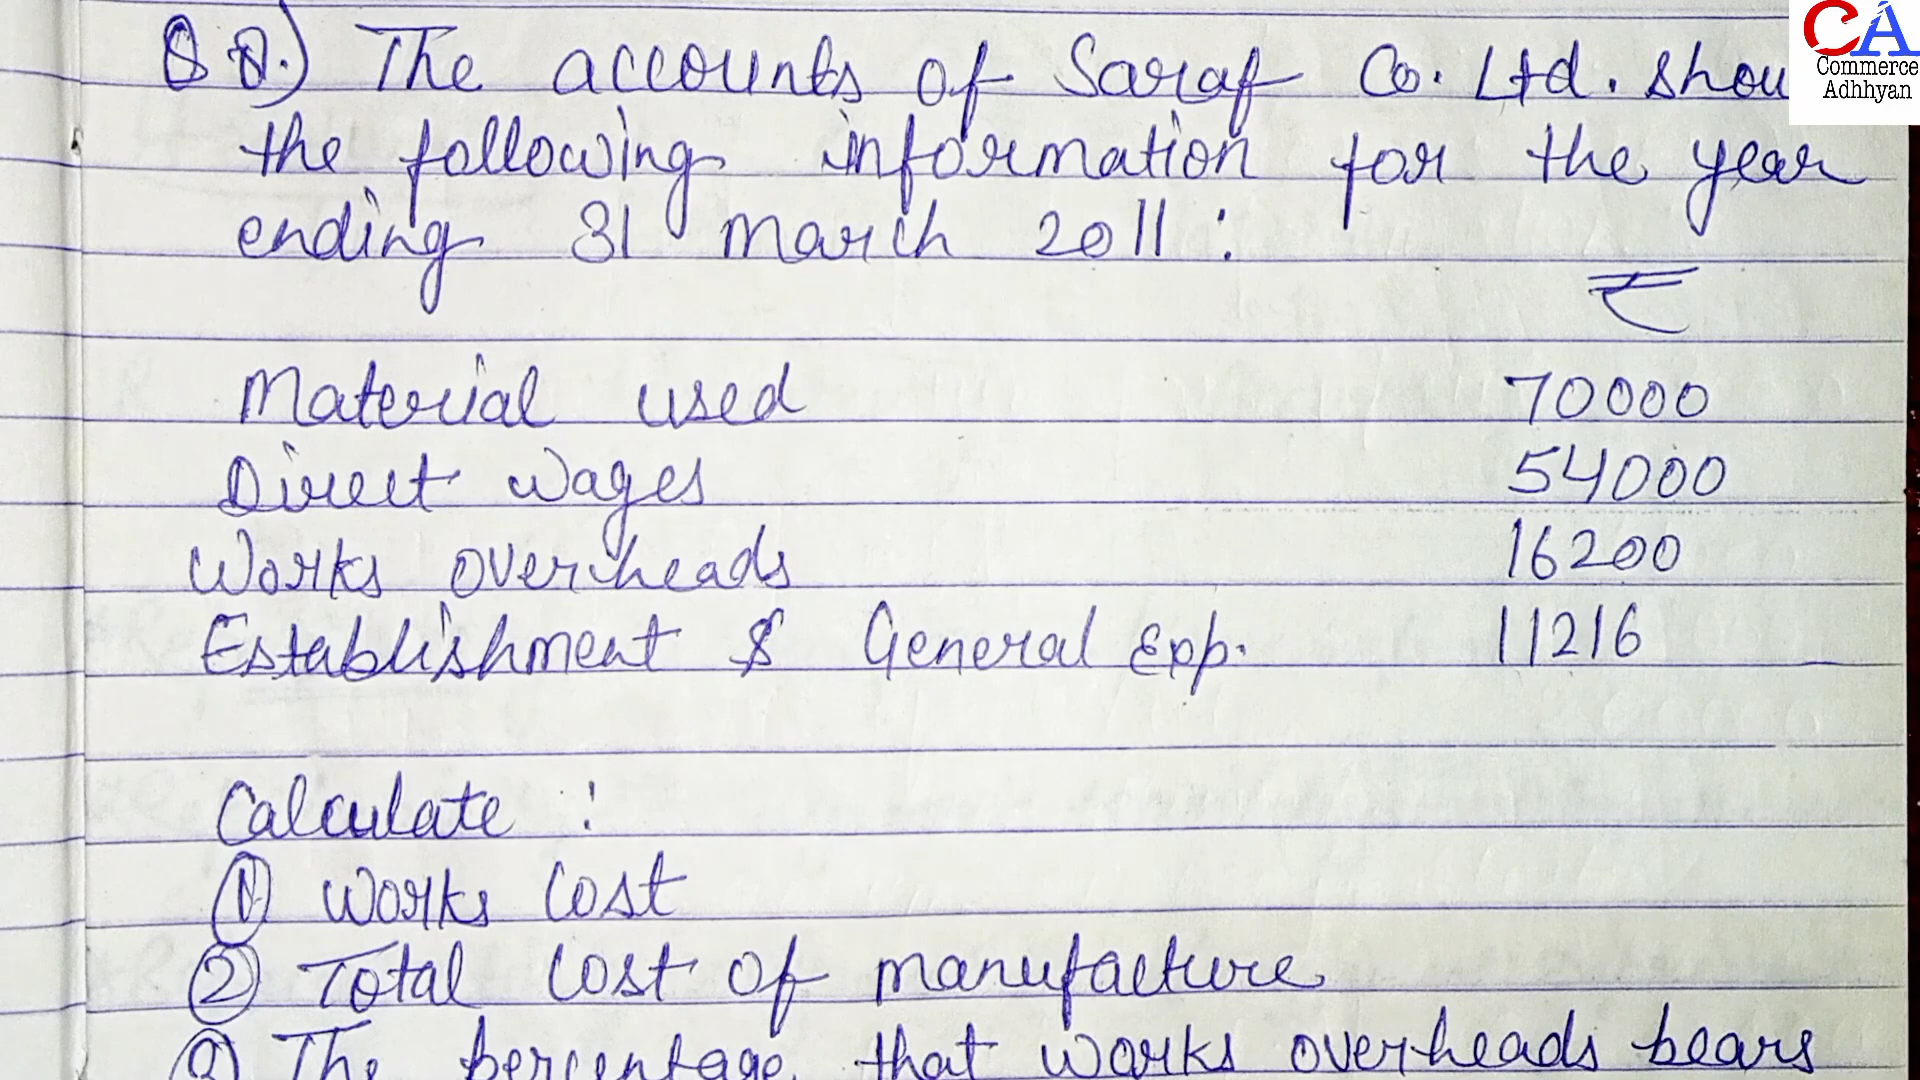 Q 8.) The accounts of Saraf Co. Ltd. show
the following information for the year
ending 31 March 2011 :
₹
Material used 70000
Direct wages 54000
Works overheads 16200
Establishment & General Exp. 11216
Calculate :
① Works Cost
② Total Cost of manufacture
③ The percentage that works overheads bears
CA
Commerce
Adhhyan